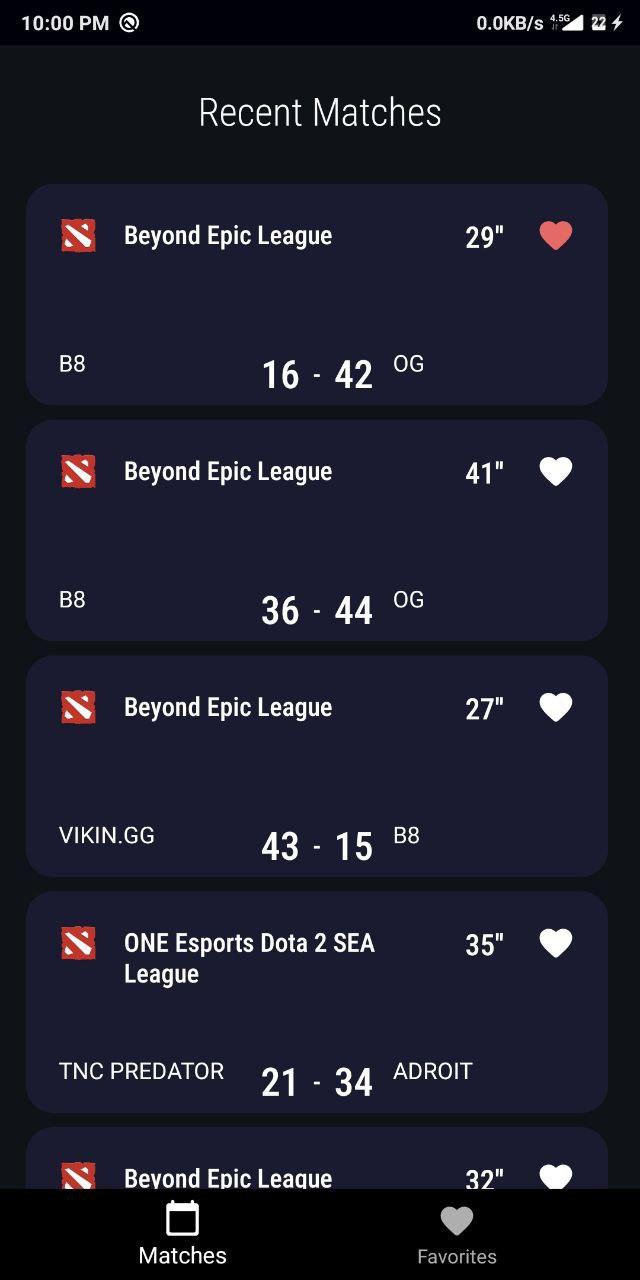 10:00 PM 0.0KB/s 4.5G 22
Recent Matches
Beyond Epic League 29"
B8 16 - 42 OG
Beyond Epic League 41"
B8 36 - 44 OG
Beyond Epic League 27"
VIKIN.GG 43 - 15 B8
ONE Esports Dota 2 SEA 35"
League
TNC PREDATOR 21 - 34 ADROIT
Beyond Epic League 32"
Matches Favorites